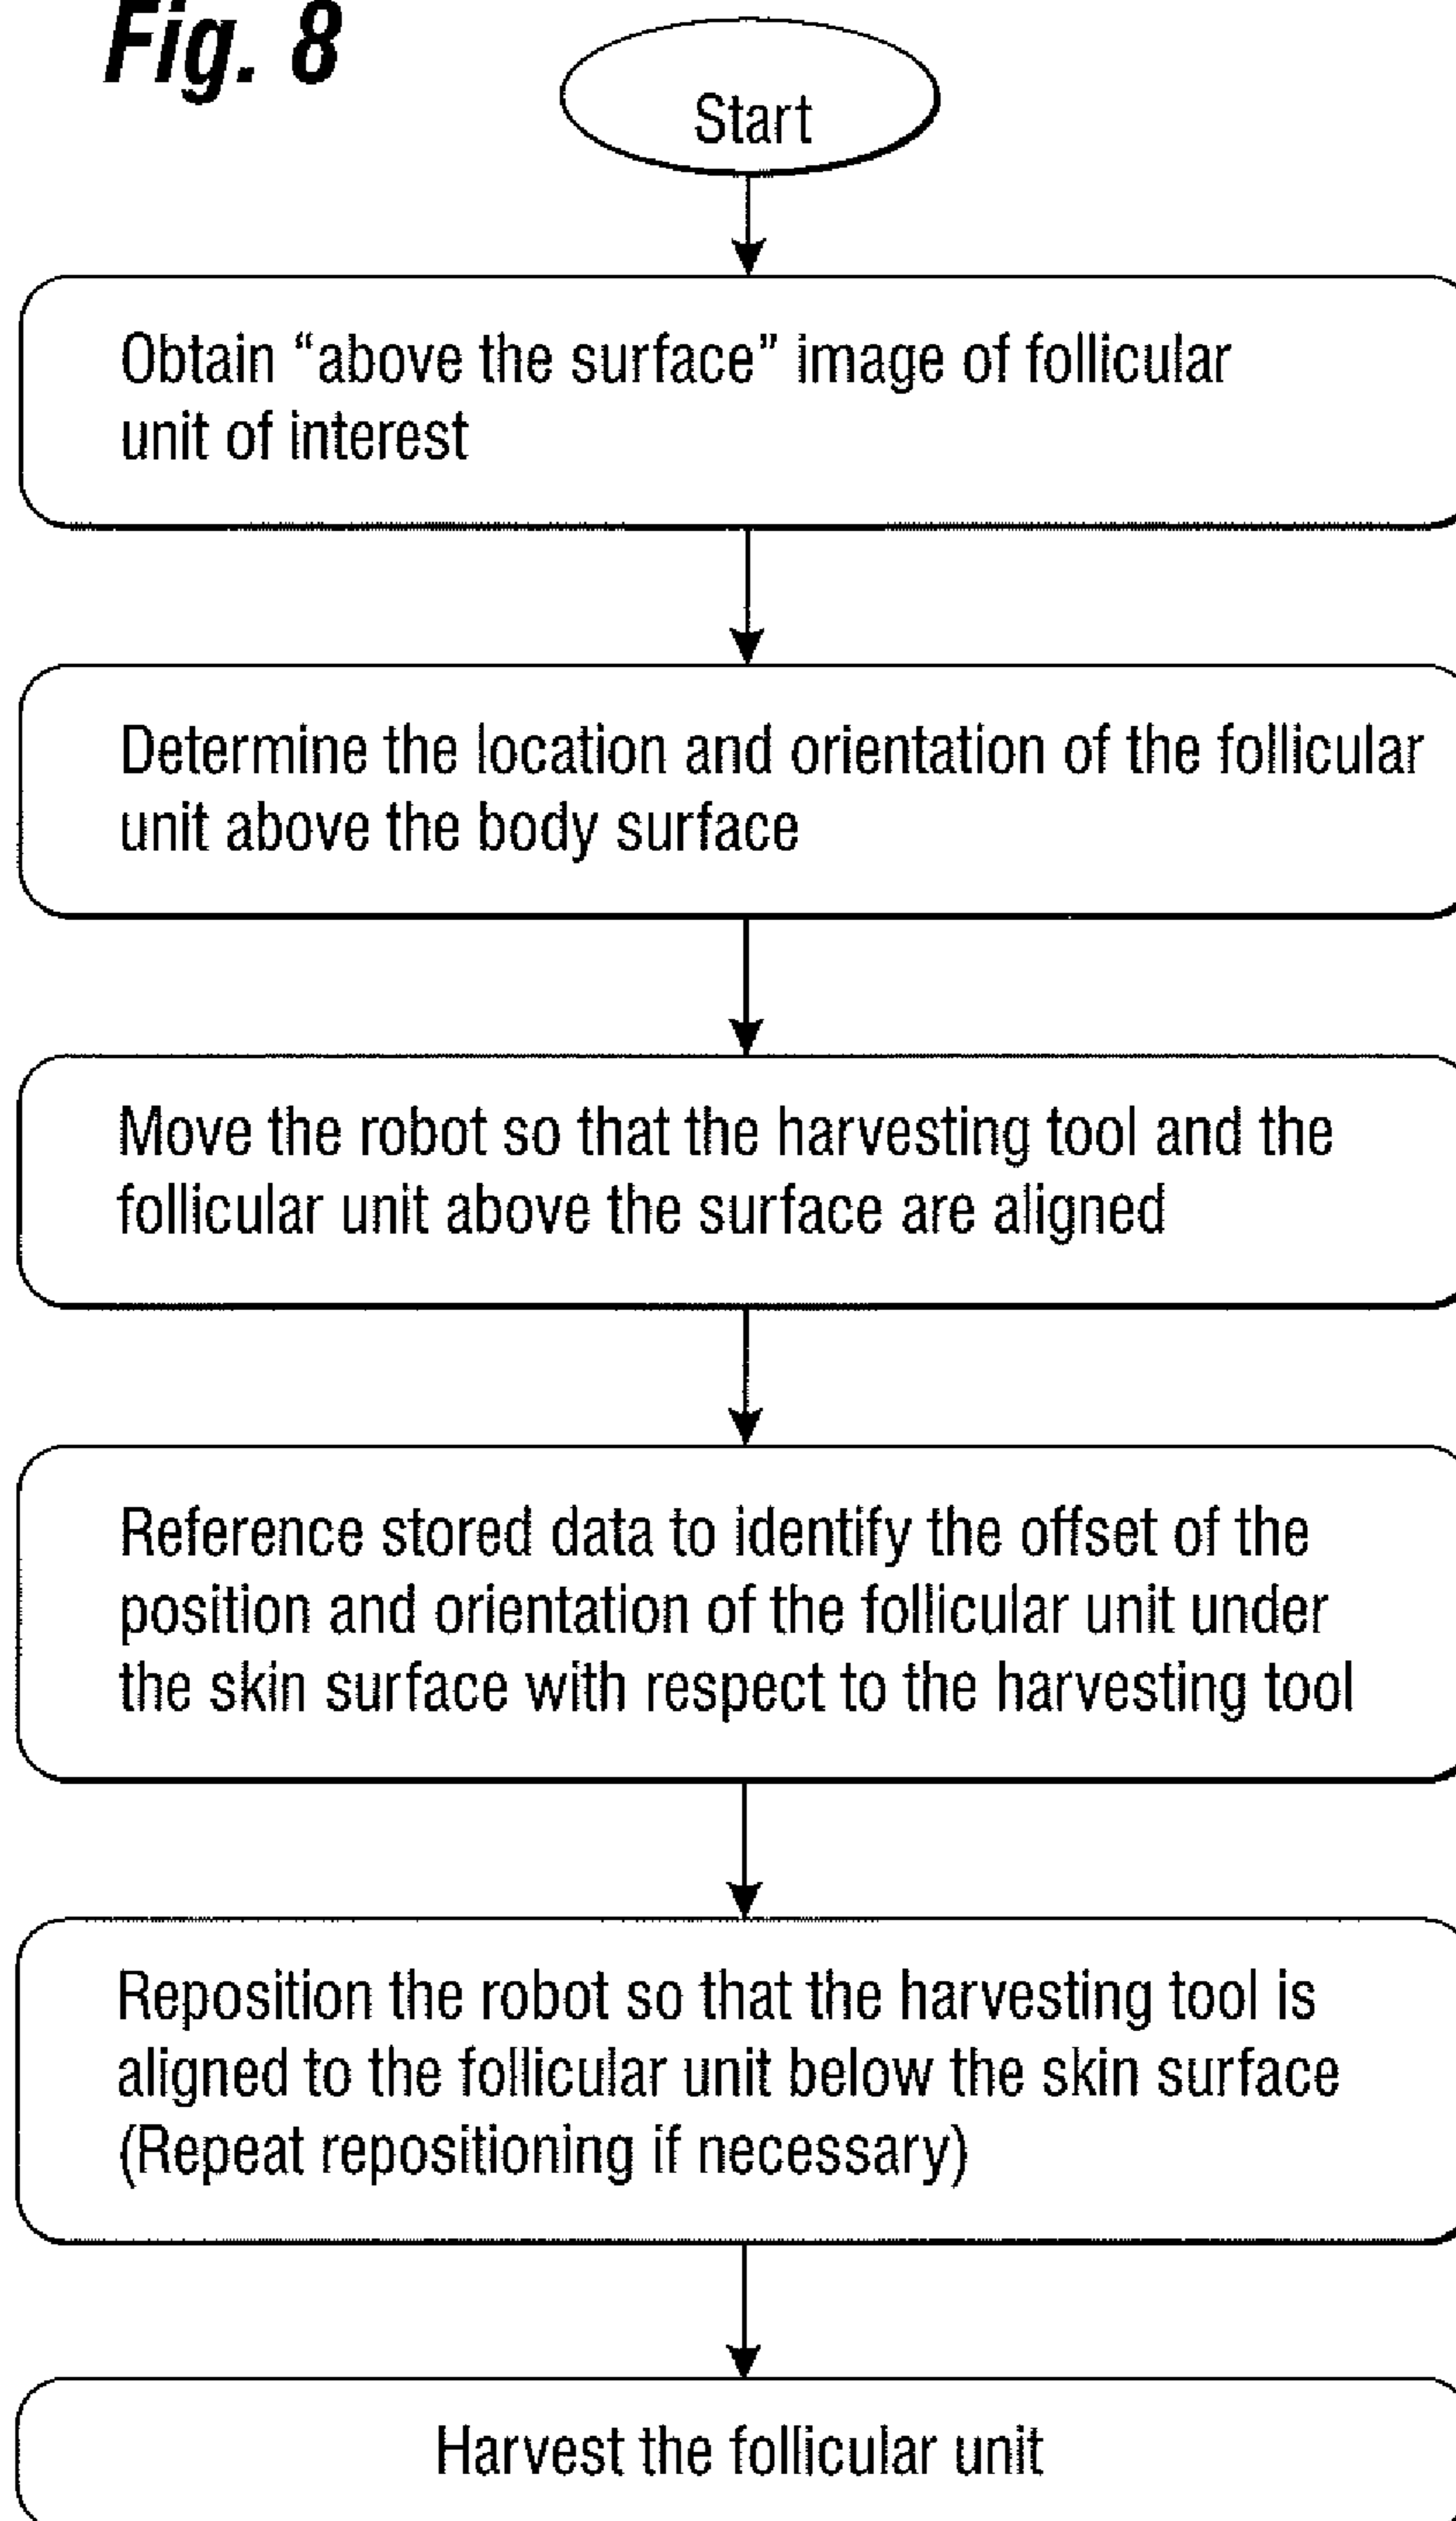 Fig. 8
Start
Obtain “above the surface” image of follicular
unit of interest
Determine the location and orientation of the follicular
unit above the body surface
Move the robot so that the harvesting tool and the
follicular unit above the surface are aligned
Reference stored data to identify the offset of the
position and orientation of the follicular unit under
the skin surface with respect to the harvesting tool
Reposition the robot so that the harvesting tool is
aligned to the follicular unit below the skin surface
(Repeat repositioning if necessary)
Harvest the follicular unit